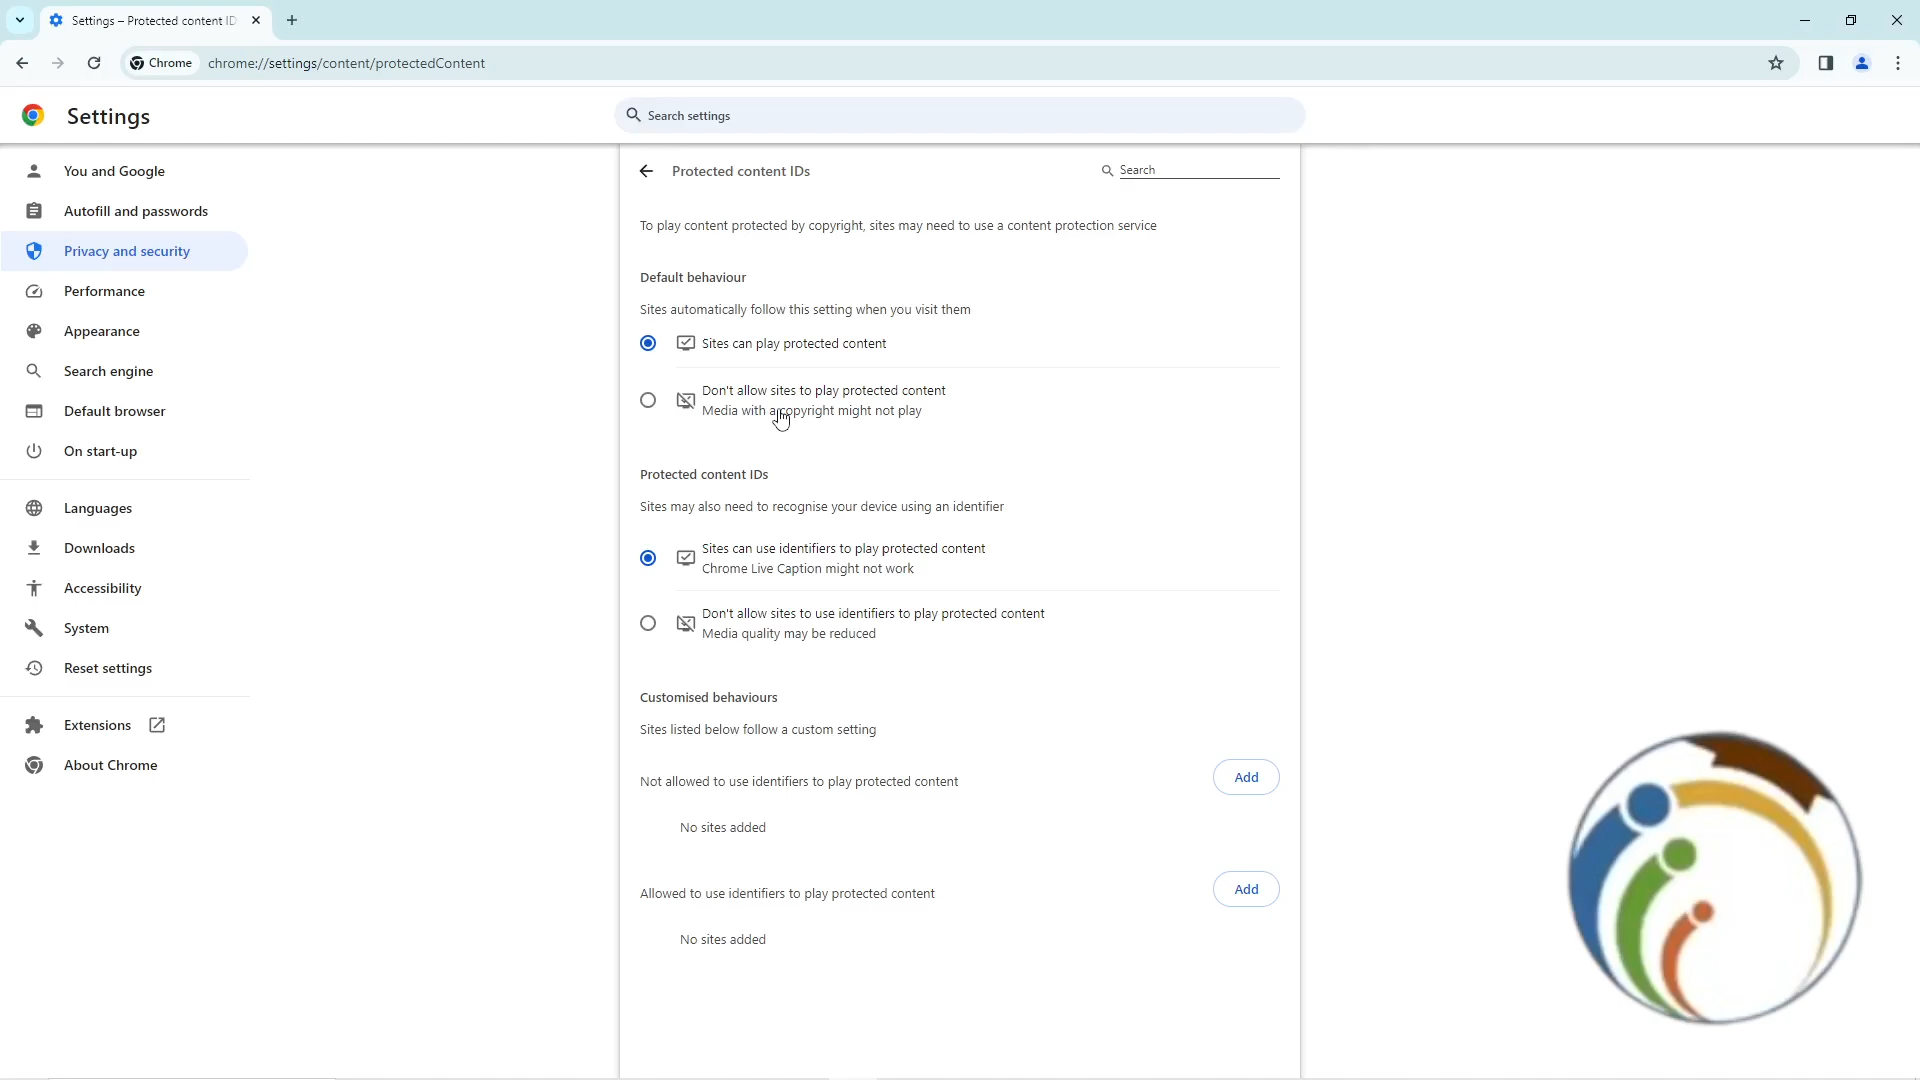 Settings – Protected content ID
Chrome
chrome://settings/content/protectedContent
Settings
Search settings
You and Google
Autofill and passwords
Privacy and security
Performance
Appearance
Search engine
Default browser
On start-up
Languages
Downloads
Accessibility
System
Reset settings
Extensions
About Chrome
Protected content IDs
Search
To play content protected by copyright, sites may need to use a content protection service
Default behaviour
Sites automatically follow this setting when you visit them
Sites can play protected content
Don't allow sites to play protected content
Media with a copyright might not play
Protected content IDs
Sites may also need to recognise your device using an identifier
Sites can use identifiers to play protected content
Chrome Live Caption might not work
Don't allow sites to use identifiers to play protected content
Media quality may be reduced
Customised behaviours
Sites listed below follow a custom setting
Not allowed to use identifiers to play protected content
Add
No sites added
Allowed to use identifiers to play protected content
Add
No sites added